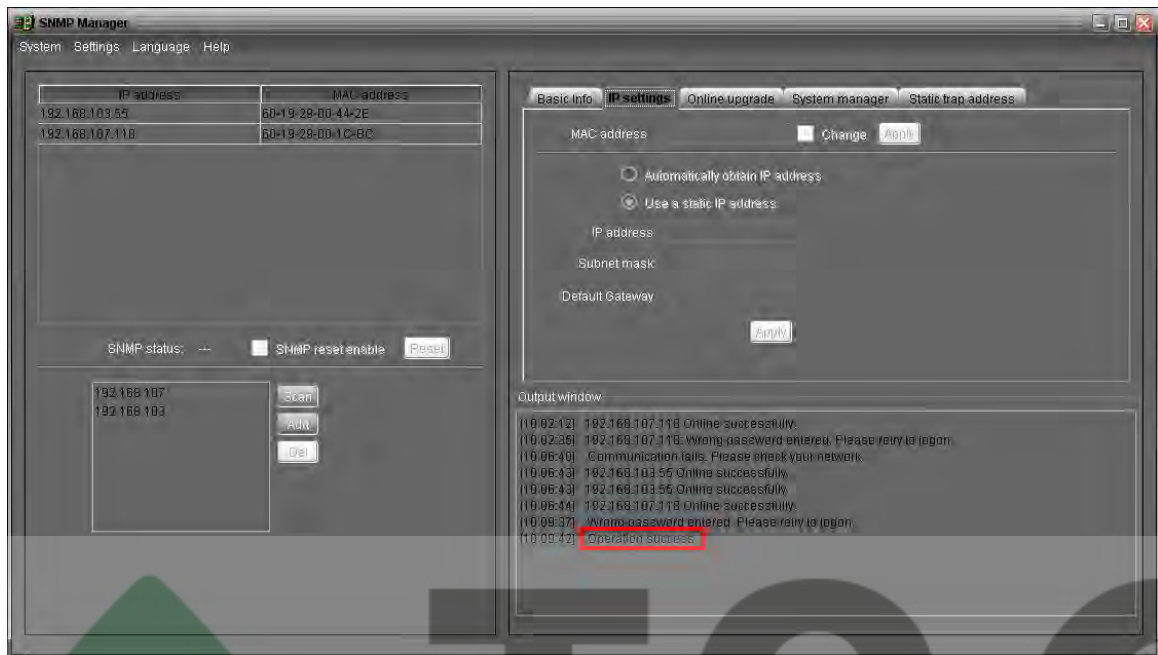 SNMP Manager
System Settings Language Help
IP address MAC address
192.168.103.55 60-19-29-00-44-2E
192.168.107.118 60-19-29-00-1C-BC
SNMP status: --- SNMP reset enable Reset
192.168.107
192.168.103
Scan
Add
Del
Basic Info IP settings Online upgrade System manager Static trap address
MAC address Change Apply
Automatically obtain IP address
Use a static IP address
IP address
Subnet mask
Default Gateway
Apply
Output window
[10:02:12] 192.168.107.118 Online successfully.
[10:02:35] 192.168.107.118: Wrong password entered. Please retry to logon.
[10:06:40] Communication fails. Please check your network.
[10:06:43] 192.168.103.55 Online successfully.
[10:06:43] 192.168.103.55 Online successfully.
[10:06:44] 192.168.107.118 Online successfully.
[10:09:37] Wrong password entered. Please retry to logon.
[10:09:42] Operation success